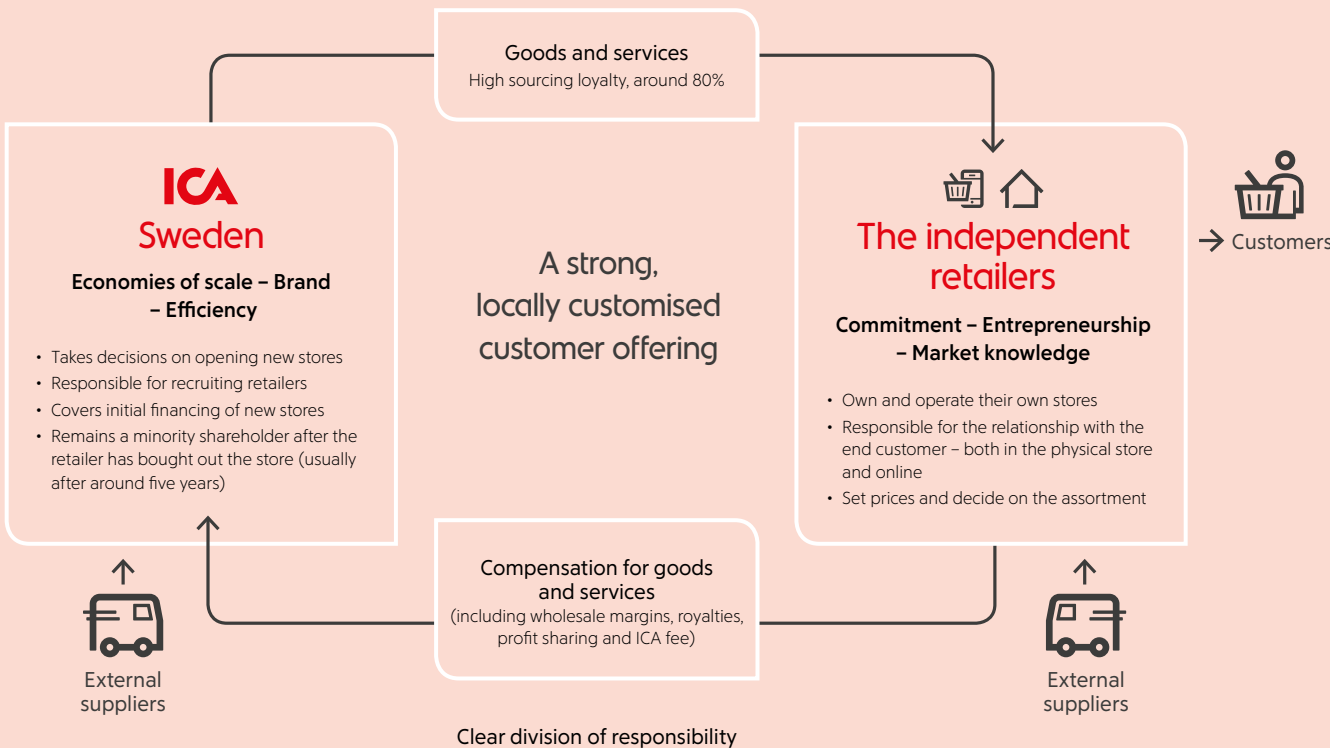 Goods and services
High sourcing loyalty, around 80%
ICA
Sweden
Economies of scale – Brand
– Efficiency
• Takes decisions on opening new stores
• Responsible for recruiting retailers
• Covers initial financing of new stores
• Remains a minority shareholder after the
retailer has bought out the store (usually
after around five years)
External
suppliers
A strong,
locally customised
customer offering
The independent
retailers
Commitment – Entrepreneurship
– Market knowledge
• Own and operate their own stores
• Responsible for the relationship with the
end customer – both in the physical store
and online
• Set prices and decide on the assortment
Customers
External
suppliers
Compensation for goods
and services
(including wholesale margins, royalties,
profit sharing and ICA fee)
Clear division of responsibility